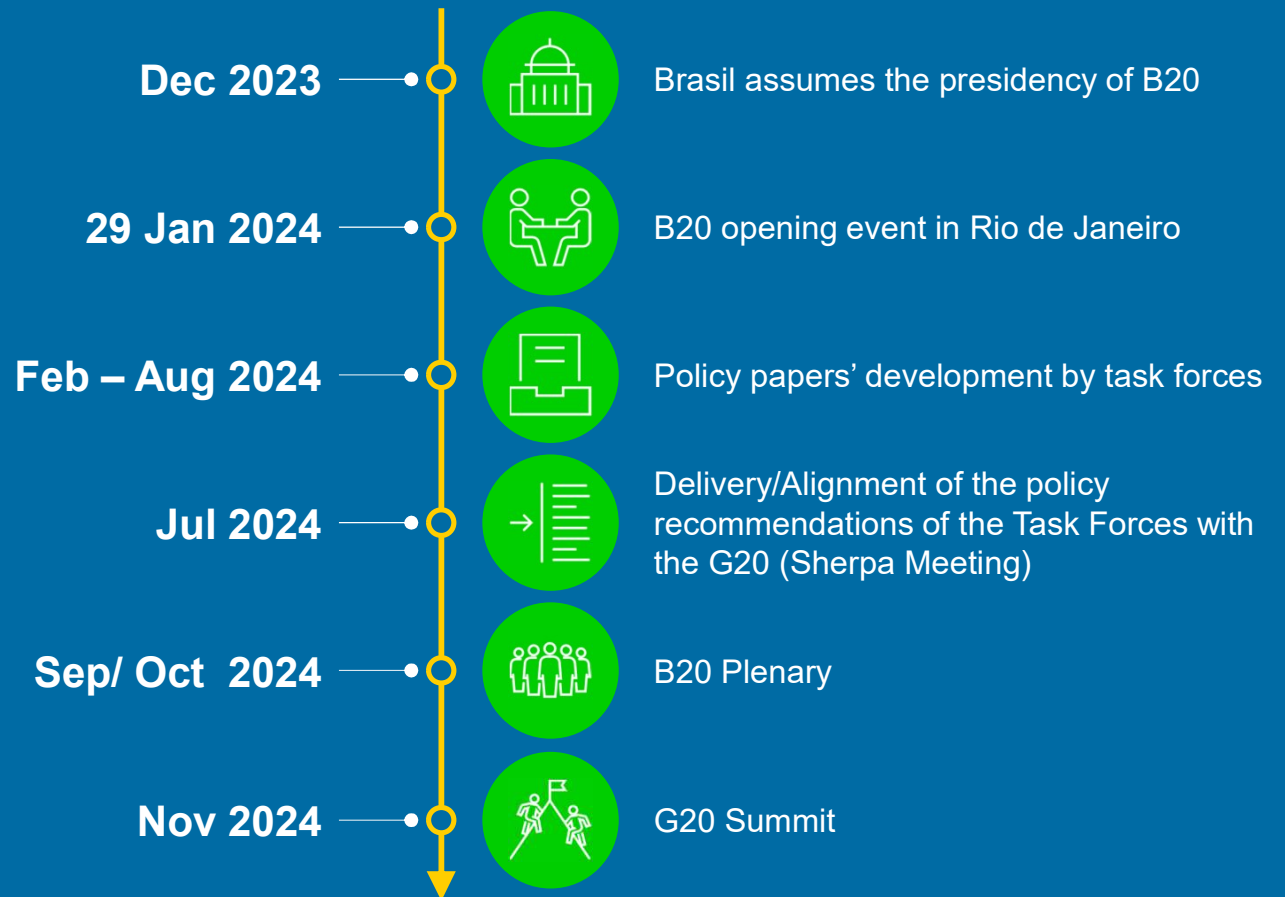 Dec 2023
Brasil assumes the presidency of B20
29 Jan 2024
B20 opening event in Rio de Janeiro
Feb – Aug 2024
Policy papers’ development by task forces
Jul 2024
Delivery/Alignment of the policy
recommendations of the Task Forces with
the G20 (Sherpa Meeting)
Sep/ Oct  2024
B20 Plenary
Nov 2024
G20 Summit